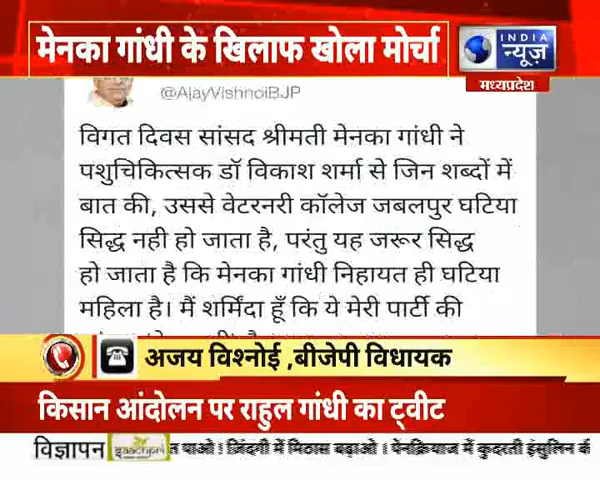 मेनका गांधी के खिलाफ खोला मोर्चा
INDIA
न्यूज़
मध्यप्रदेश
@AjayVishnoiBJP
विगत दिवस सांसद श्रीमती मेनका गांधी ने
पशुचिकित्सक डॉ विकाश शर्मा से जिन शब्दों में
बात की, उससे वेटरनरी कॉलेज जबलपुर घटिया
सिद्ध नही हो जाता है, परंतु यह जरूर सिद्ध
हो जाता है कि मेनका गांधी निहायत ही घटिया
महिला है। मैं शर्मिंदा हूँ कि ये मेरी पार्टी की
अजय विश्नोई ,बीजेपी विधायक
किसान आंदोलन पर राहुल गांधी का ट्वीट
विज्ञापन
त पाओ ! जिंदगी में मिठास बढ़ाओ । पेनक्रियाज में कुदरती इंसुलिन के